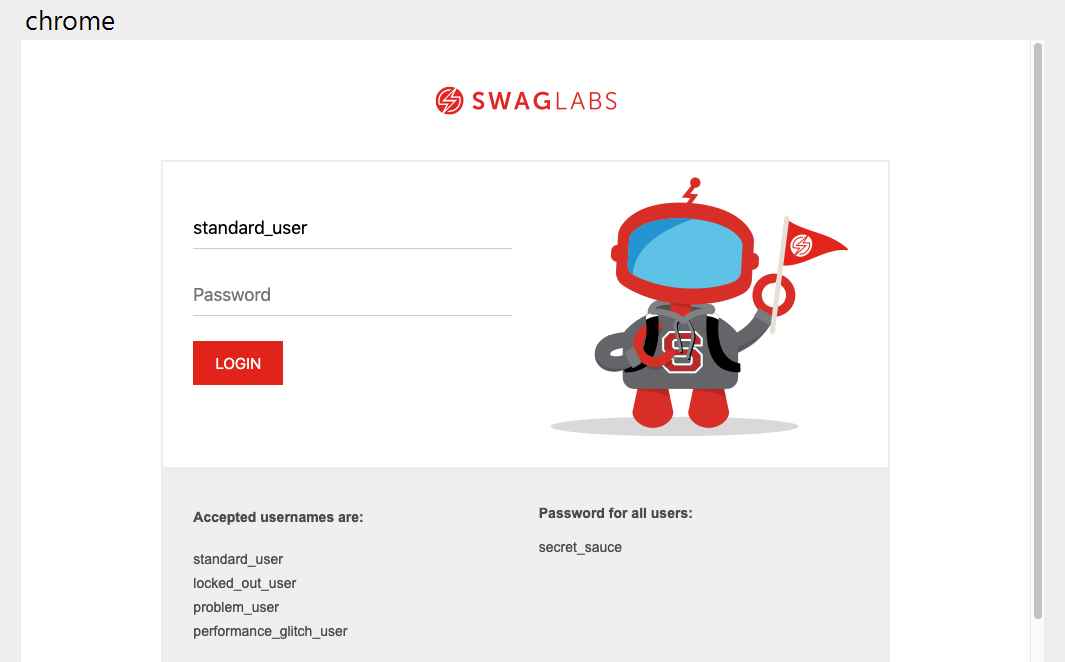 chrome
SWAGLABS
standard_user
Password
LOGIN
S
Accepted usernames are:
standard_user
locked_out_user
problem_user
performance_glitch_user
Password for all users:
secret_sauce